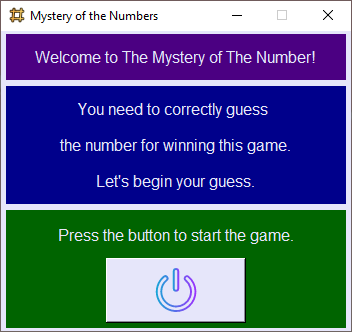 Mystery of the Numbers
Welcome to The Mystery of The Number!
You need to correctly guess
the number for winning this game.
Let's begin your guess.
Press the button to start the game.